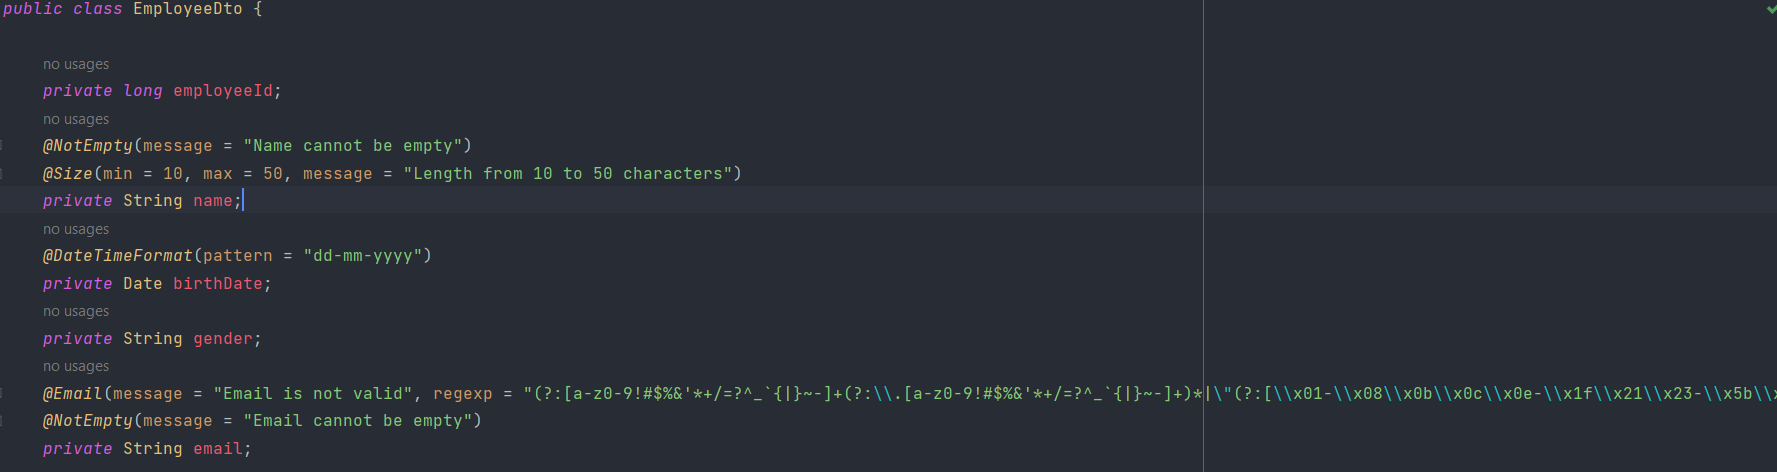 public class EmployeeDto {
no usages
private long employeeId;
no usages
@NotEmpty(message = "Name cannot be empty")
@Size(min = 10, max = 50, message = "Length from 10 to 50 characters")
private String name;
no usages
@DateTimeFormat(pattern = "dd-mm-yyyy")
private Date birthDate;
no usages
private String gender;
no usages
@Email(message = "Email is not valid", regexp = "(?:[a-z0-9!#$%&'*+/=?^_`{|}~-]+(?:\\.[a-z0-9!#$%&'*+/=?^_`{|}~-]+)*|\"(?:[\\x01-\\x08\\x0b\\x0c\\x0e-\\x1f\\x21\\x23-\\x5b\\x
@NotEmpty(message = "Email cannot be empty")
private String email;